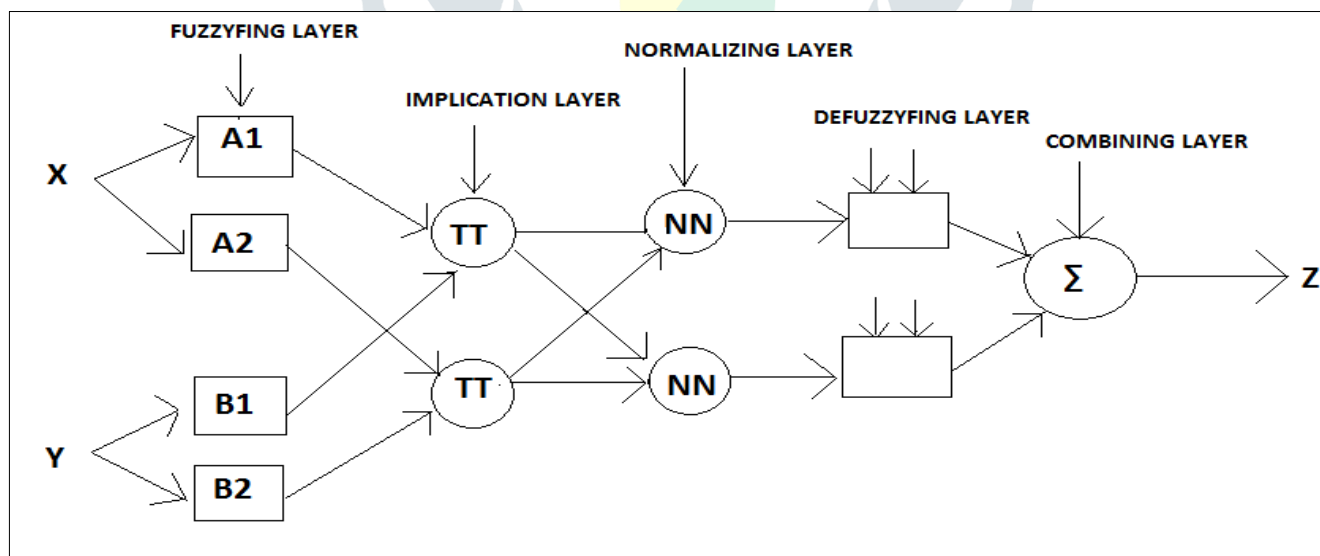 FUZZYFING LAYER
NORMALIZING LAYER
IMPLICATION LAYER
DEFUZZYFING LAYER
COMBINING LAYER
X
A1
A2
TT
NN
Σ
Z
B1
TT
NN
Y
B2